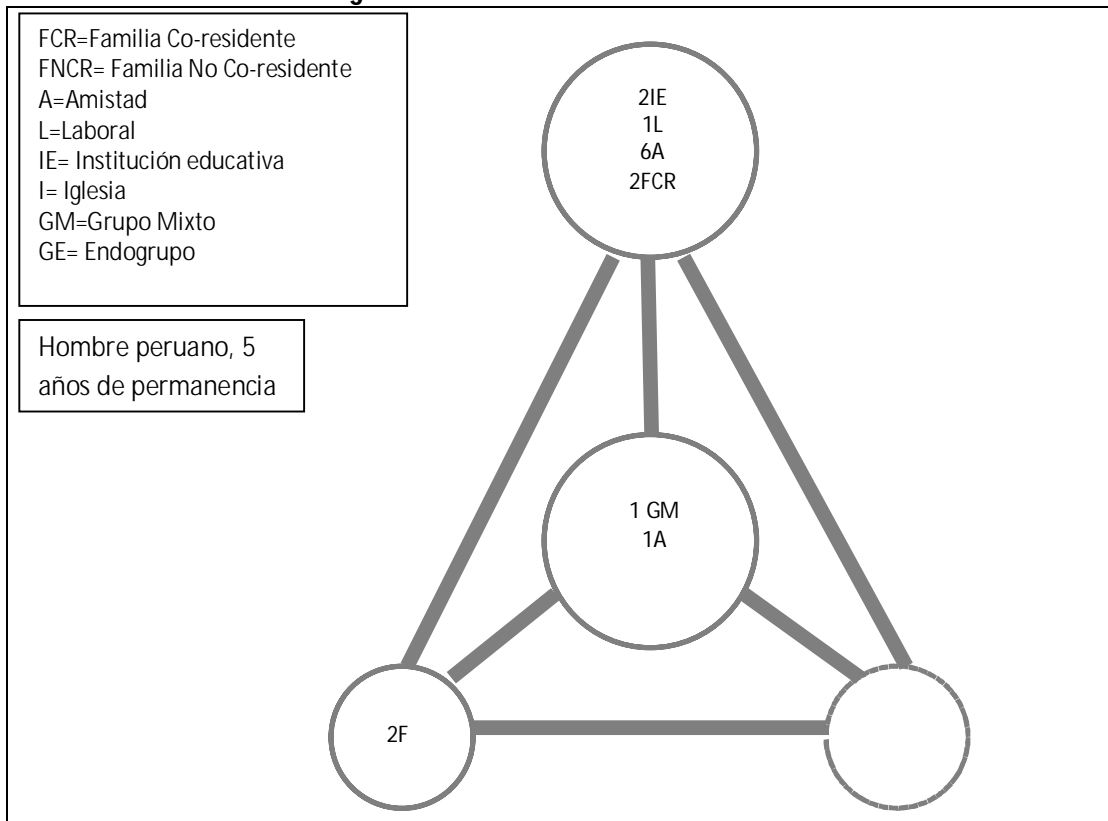 FCR=Familia Co-residente
FNCR= Familia No Co-residente
A=Amistad
L=Laboral
IE= Institución educativa
I= Iglesia
GM=Grupo Mixto
GE= Endogrupo
Hombre peruano, 5
años de permanencia
2IE
1L
6A
2FCR
1 GM
1A
2F